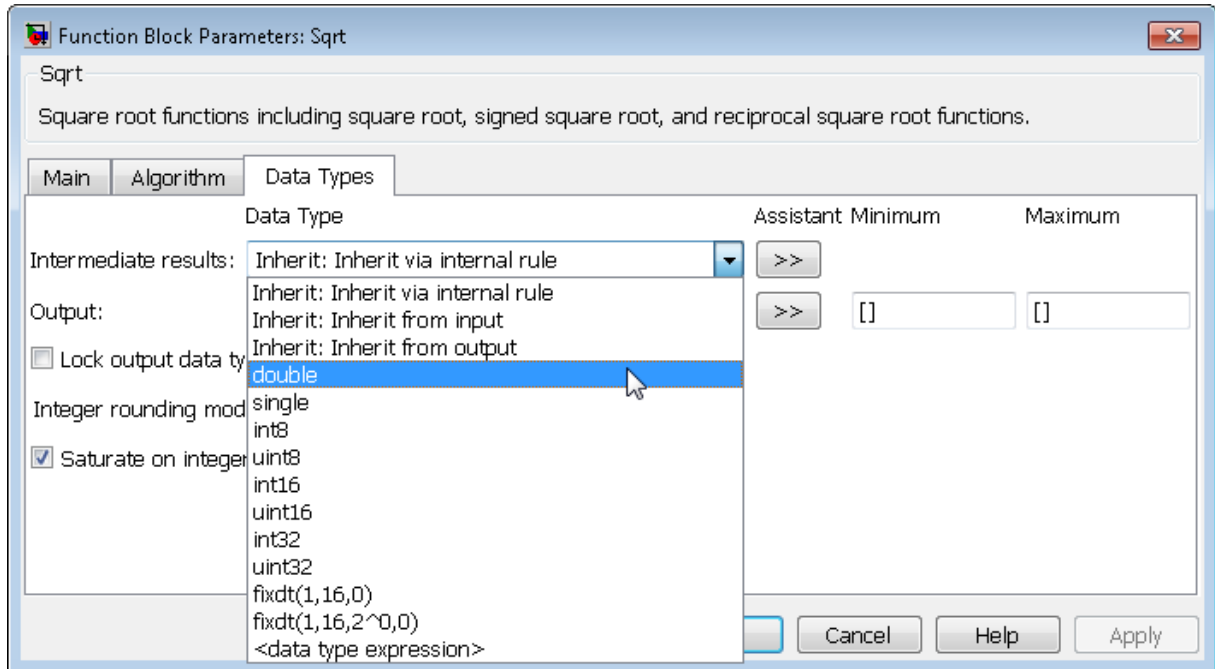 Function Block Parameters: Sqrt
Sqrt
Square root functions including square root, signed square root, and reciprocal square root functions.
Main Algorithm Data Types
Data Type Assistant Minimum Maximum
Intermediate results: Inherit: Inherit via internal rule >>
Inherit: Inherit via internal rule
Output: >> [] []
Inherit: Inherit from input
Inherit: Inherit from output
Lock output data ty
double
single
Integer rounding mod
int8
Saturate on integer
uint8
int16
uint16
int32
uint32
fixdt(1,16,0)
fixdt(1,16,2^0,0)
<data type expression>
Cancel Help Apply